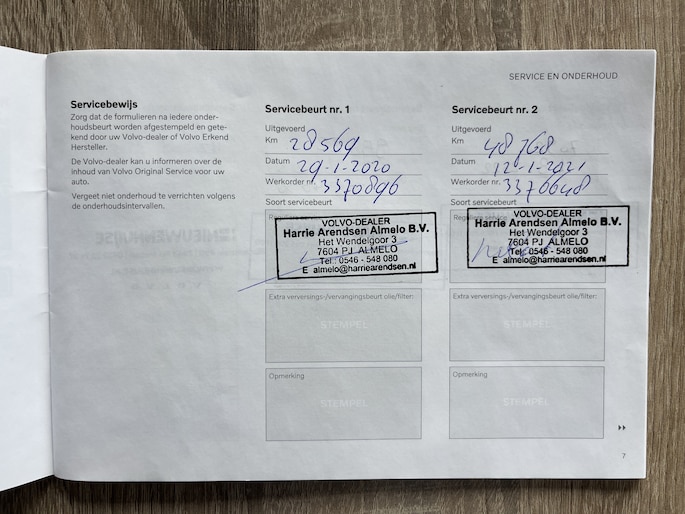 SERVICE EN ONDERHOUD
Servicebewijs
Zorg dat de formulieren na iedere onder-
houdsbeurt worden afgestempeld en gete-
kend door uw Volvo-dealer of Volvo Erkend
Hersteller.
De Volvo-dealer kan u informeren over de
inhoud van Volvo Original Service voor uw
auto.
Vergeet niet onderhoud te verrichten volgens
de onderhoudsintervallen.
Servicebeurt nr. 1
Uitgevoerd
Km 28569
Datum 29-1-2020
Werkorder nr. 3370896
Soort servicebeurt
Reguliere service
VOLVO-DEALER
Harrie Arendsen Almelo B.V.
Het Wendelgoor 3
7604 PJ ALMELO
Tel.: 0546 - 548 080
E almelo@harriearendsen.nl
Extra verversings-/vervangingsbeurt olie/filter:
STEMPEL
Opmerking
STEMPEL
Servicebeurt nr. 2
Uitgevoerd
Km 48768
Datum 12-1-2021
Werkorder nr. 3370648
Soort servicebeurt
Reguliere service
VOLVO-DEALER
Harrie Arendsen Almelo B.V.
Het Wendelgoor 3
7604 PJ ALMELO
Tel.: 0546 - 548 080
E almelo@harriearendsen.nl
Extra verversings-/vervangingsbeurt olie/filter:
STEMPEL
Opmerking
STEMPEL
7